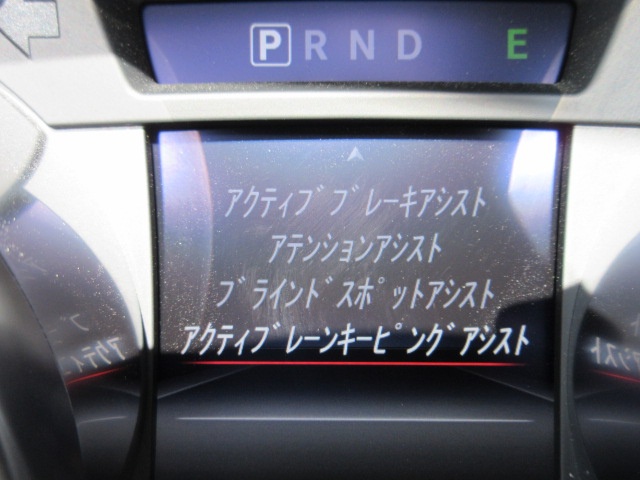 P R N D E
アクティブブレーキアシスト
アテンションアシスト
ブラインドスポットアシスト
アクティブレーンキーピングアシスト